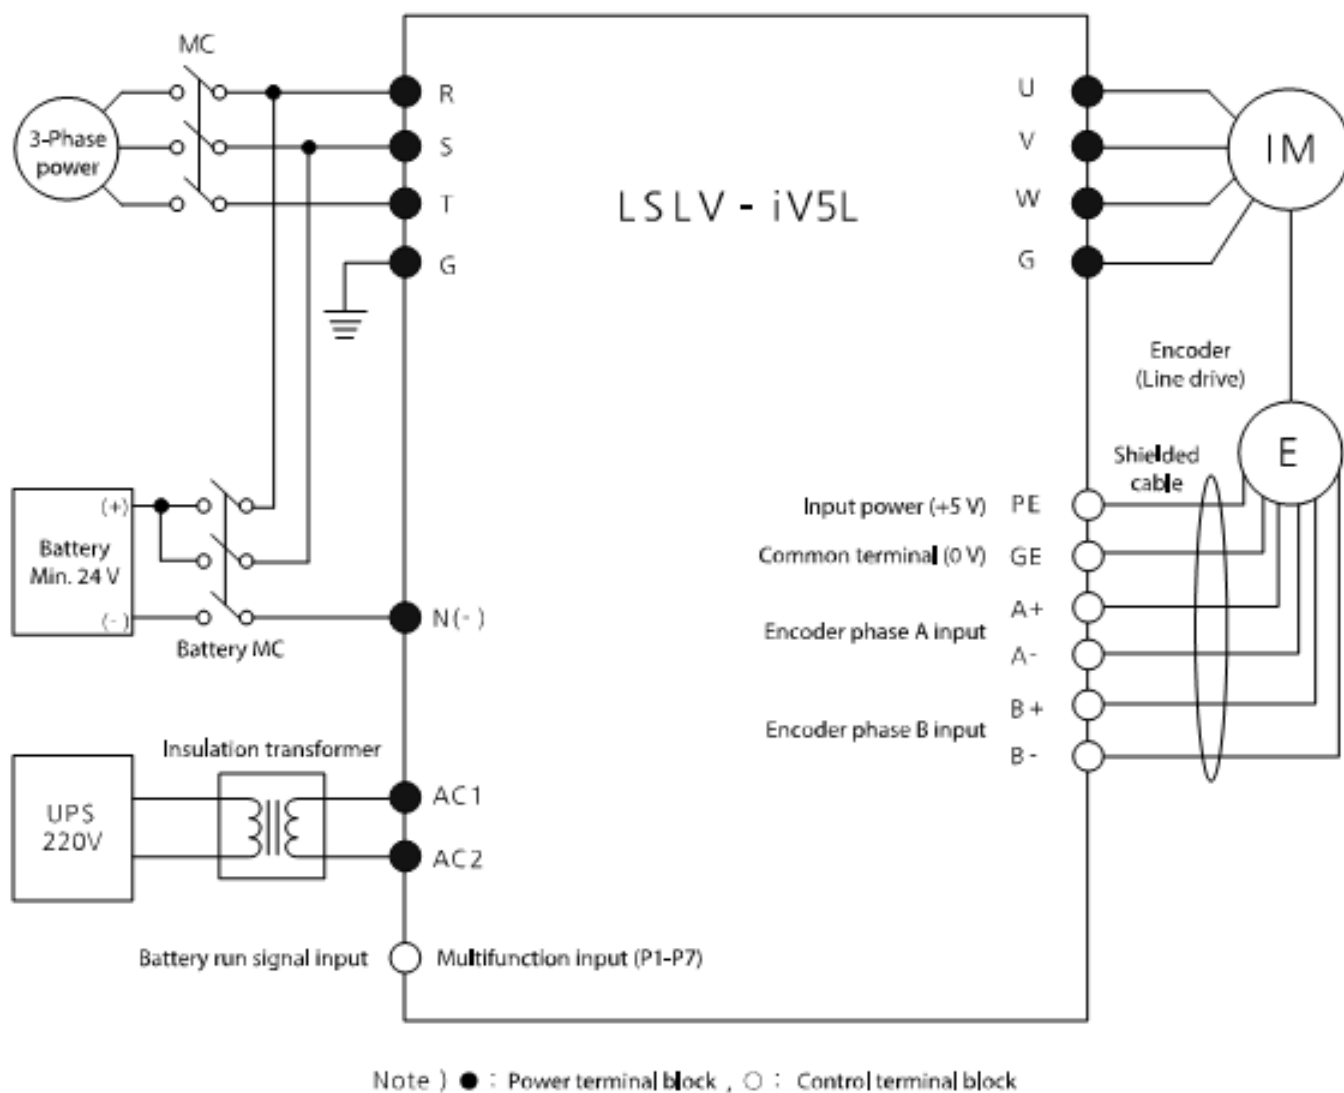 MC
3-Phase
power
R
S
T
G
LSLV - iV5L
U
V
W
G
IM
Encoder
(Line drive)
E
Shielded
cable
Battery
Min. 24 V
(+)
(-)
Battery MC
N(-)
Input power (+5 V) PE
Common terminal (0 V) GE
A+
Encoder phase A input
A-
B+
Encoder phase B input
B-
Insulation transformer
UPS
220V
AC1
AC2
Battery run signal input
Multifunction input (P1-P7)
Note ) ● : Power terminal block , ○ : Control terminal block